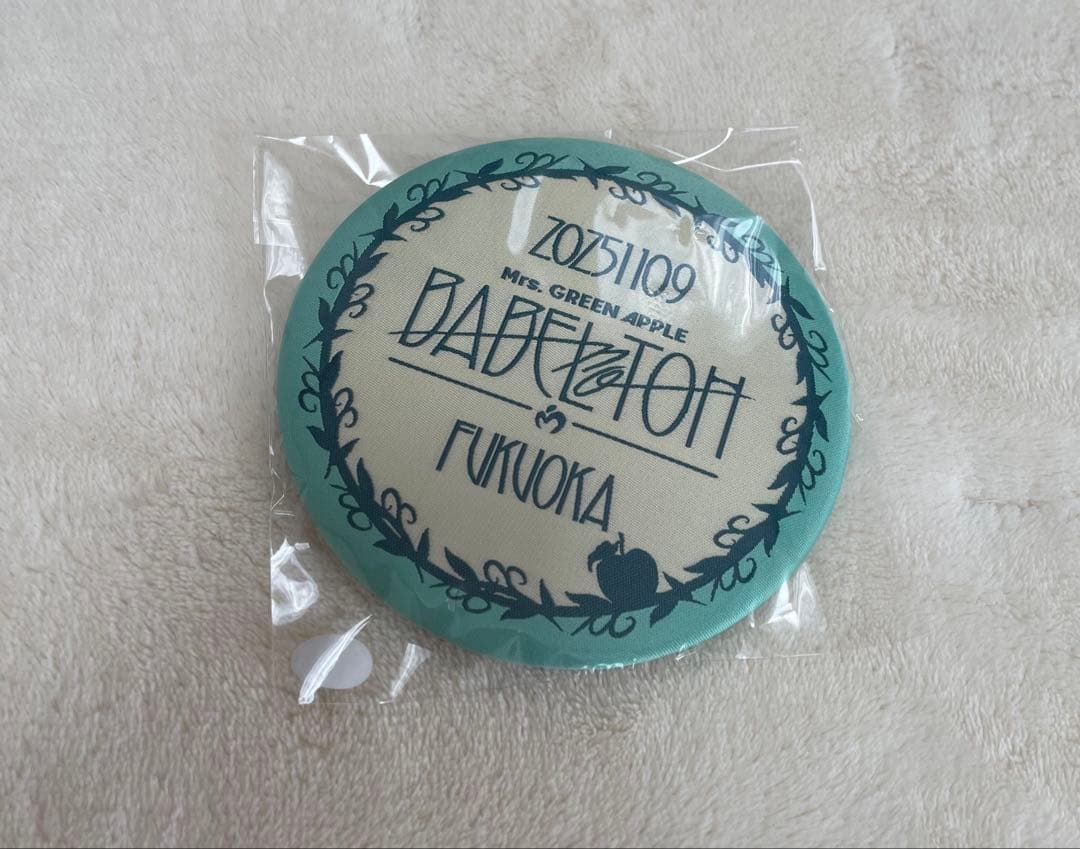 20251109
Mrs. GREEN APPLE
BABEL no TOH
FUKUOKA